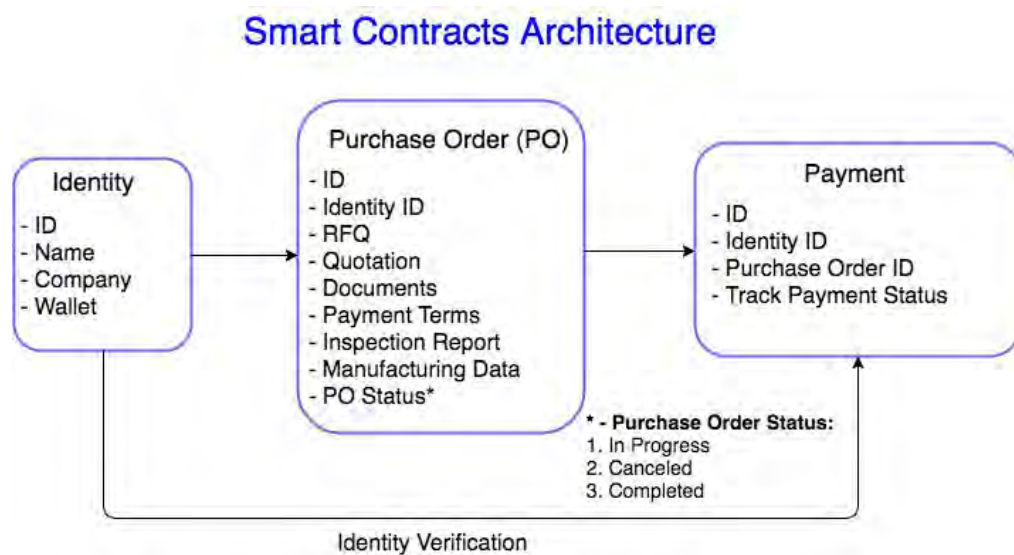 Smart Contracts Architecture
Identity
- ID
- Name
- Company
- Wallet
Purchase Order (PO)
- ID
- Identity ID
- RFQ
- Quotation
- Documents
- Payment Terms
- Inspection Report
- Manufacturing Data
- PO Status*
Payment
- ID
- Identity ID
- Purchase Order ID
- Track Payment Status
* - Purchase Order Status:
1. In Progress
2. Canceled
3. Completed
Identity Verification